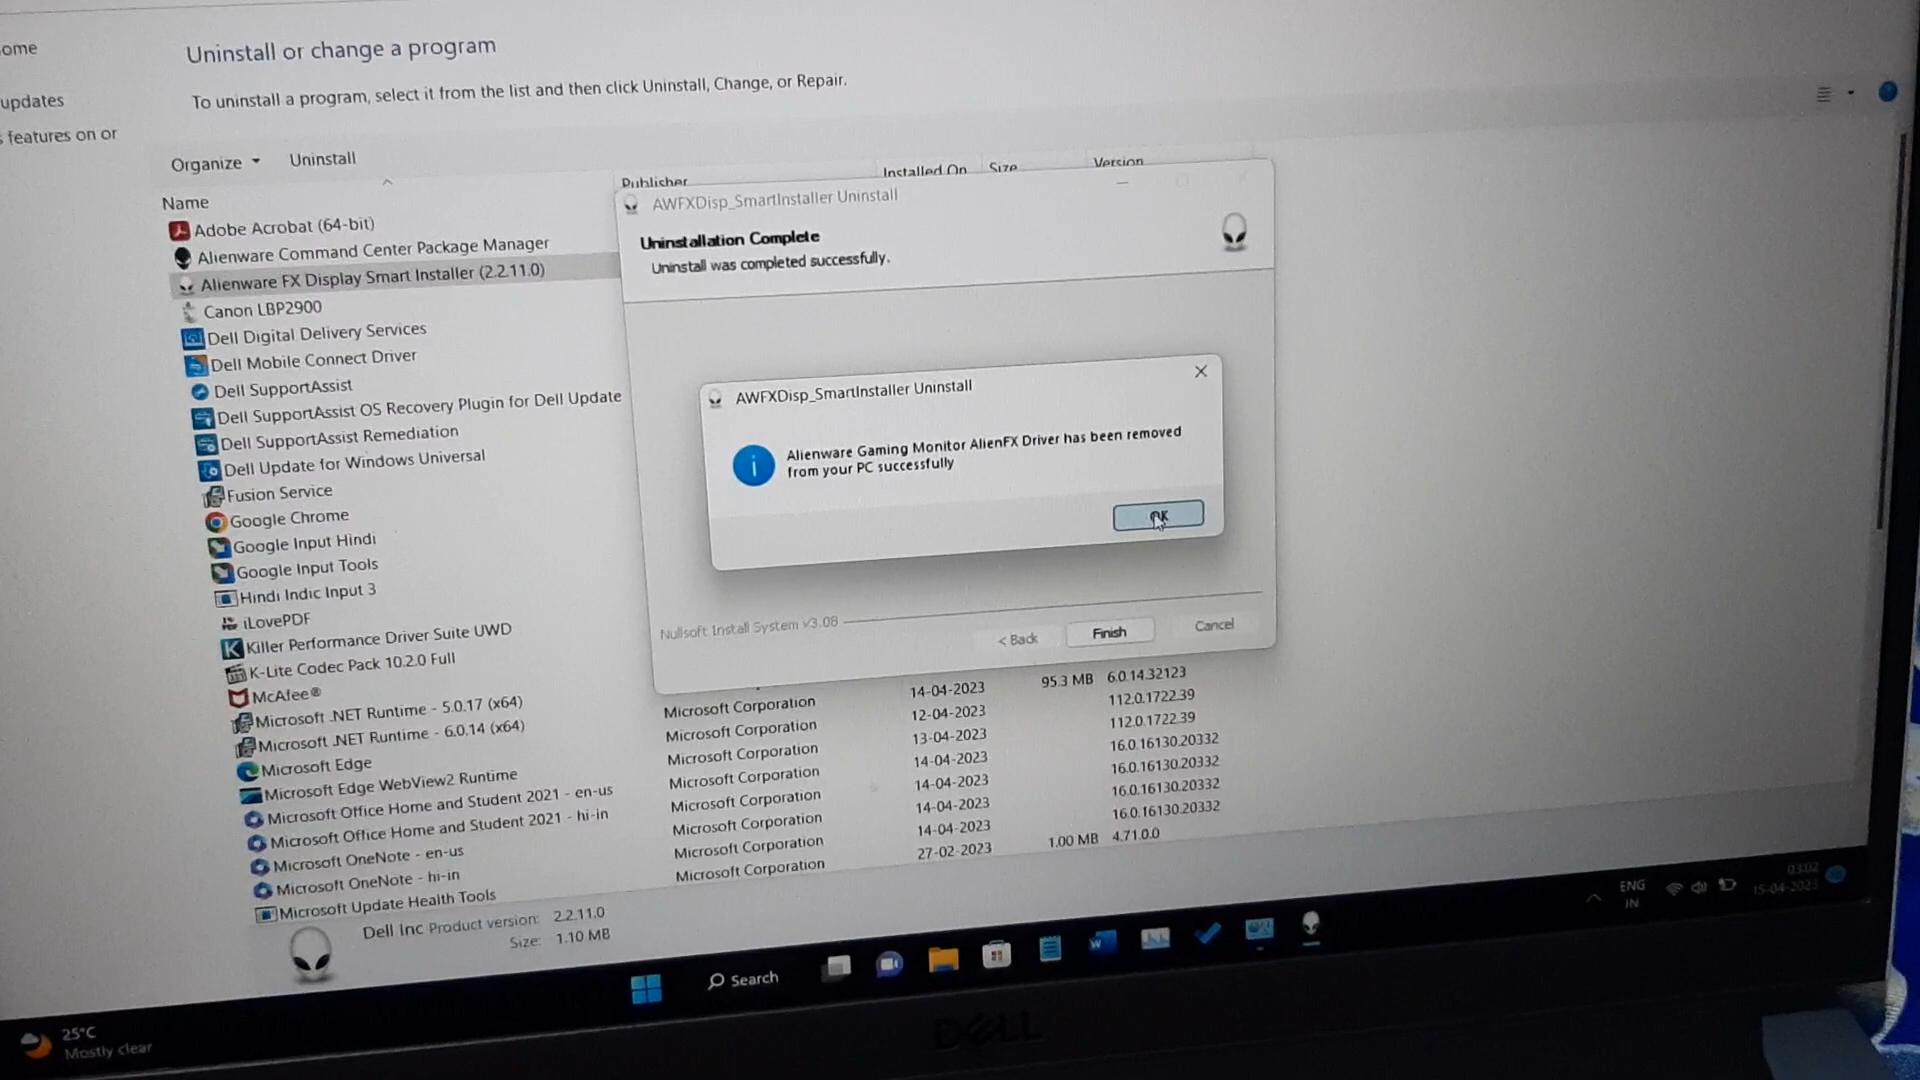 ome
updates
s features on or
Uninstall or change a program
To uninstall a program, select it from the list and then click Uninstall, Change, or Repair.
Organize
Uninstall
Name
Publisher
Installed On
Size
Version
Adobe Acrobat (64-bit)
Alienware Command Center Package Manager
Alienware FX Display Smart Installer (2.2.11.0)
Canon LBP2900
Dell Digital Delivery Services
Dell Mobile Connect Driver
Dell SupportAssist
Dell SupportAssist OS Recovery Plugin for Dell Update
Dell SupportAssist Remediation
Dell Update for Windows Universal
Fusion Service
Google Chrome
Google Input Hindi
Google Input Tools
Hindi Indic Input 3
iLovePDF
Killer Performance Driver Suite UWD
K-Lite Codec Pack 10.2.0 Full
McAfee®
Microsoft .NET Runtime - 5.0.17 (x64)
Microsoft .NET Runtime - 6.0.14 (x64)
Microsoft Edge
Microsoft Edge WebView2 Runtime
Microsoft Office Home and Student 2021 - en-us
Microsoft Office Home and Student 2021 - hi-in
Microsoft OneNote - en-us
Microsoft OneNote - hi-in
Microsoft Update Health Tools
AWFXDisp_SmartInstaller Uninstall
Uninstallation Complete
Uninstall was completed successfully.
AWFXDisp_SmartInstaller Uninstall
Alienware Gaming Monitor AlienFX Driver has been removed
from your PC successfully
OK
Nullsoft Install System v3.08
< Back
Finish
Cancel
Microsoft Corporation 14-04-2023 95.3 MB 6.0.14.32123
Microsoft Corporation 12-04-2023 112.0.1722.39
Microsoft Corporation 13-04-2023 112.0.1722.39
Microsoft Corporation 14-04-2023 16.0.16130.20332
Microsoft Corporation 14-04-2023 16.0.16130.20332
Microsoft Corporation 14-04-2023 16.0.16130.20332
Microsoft Corporation 14-04-2023 16.0.16130.20332
Microsoft Corporation 27-02-2023 1.00 MB 4.71.0.0
Dell Inc Product version: 2.2.11.0
Size: 1.10 MB
25°C
Mostly clear
Search
ENG
IN
03:02
15-04-2023
DELL